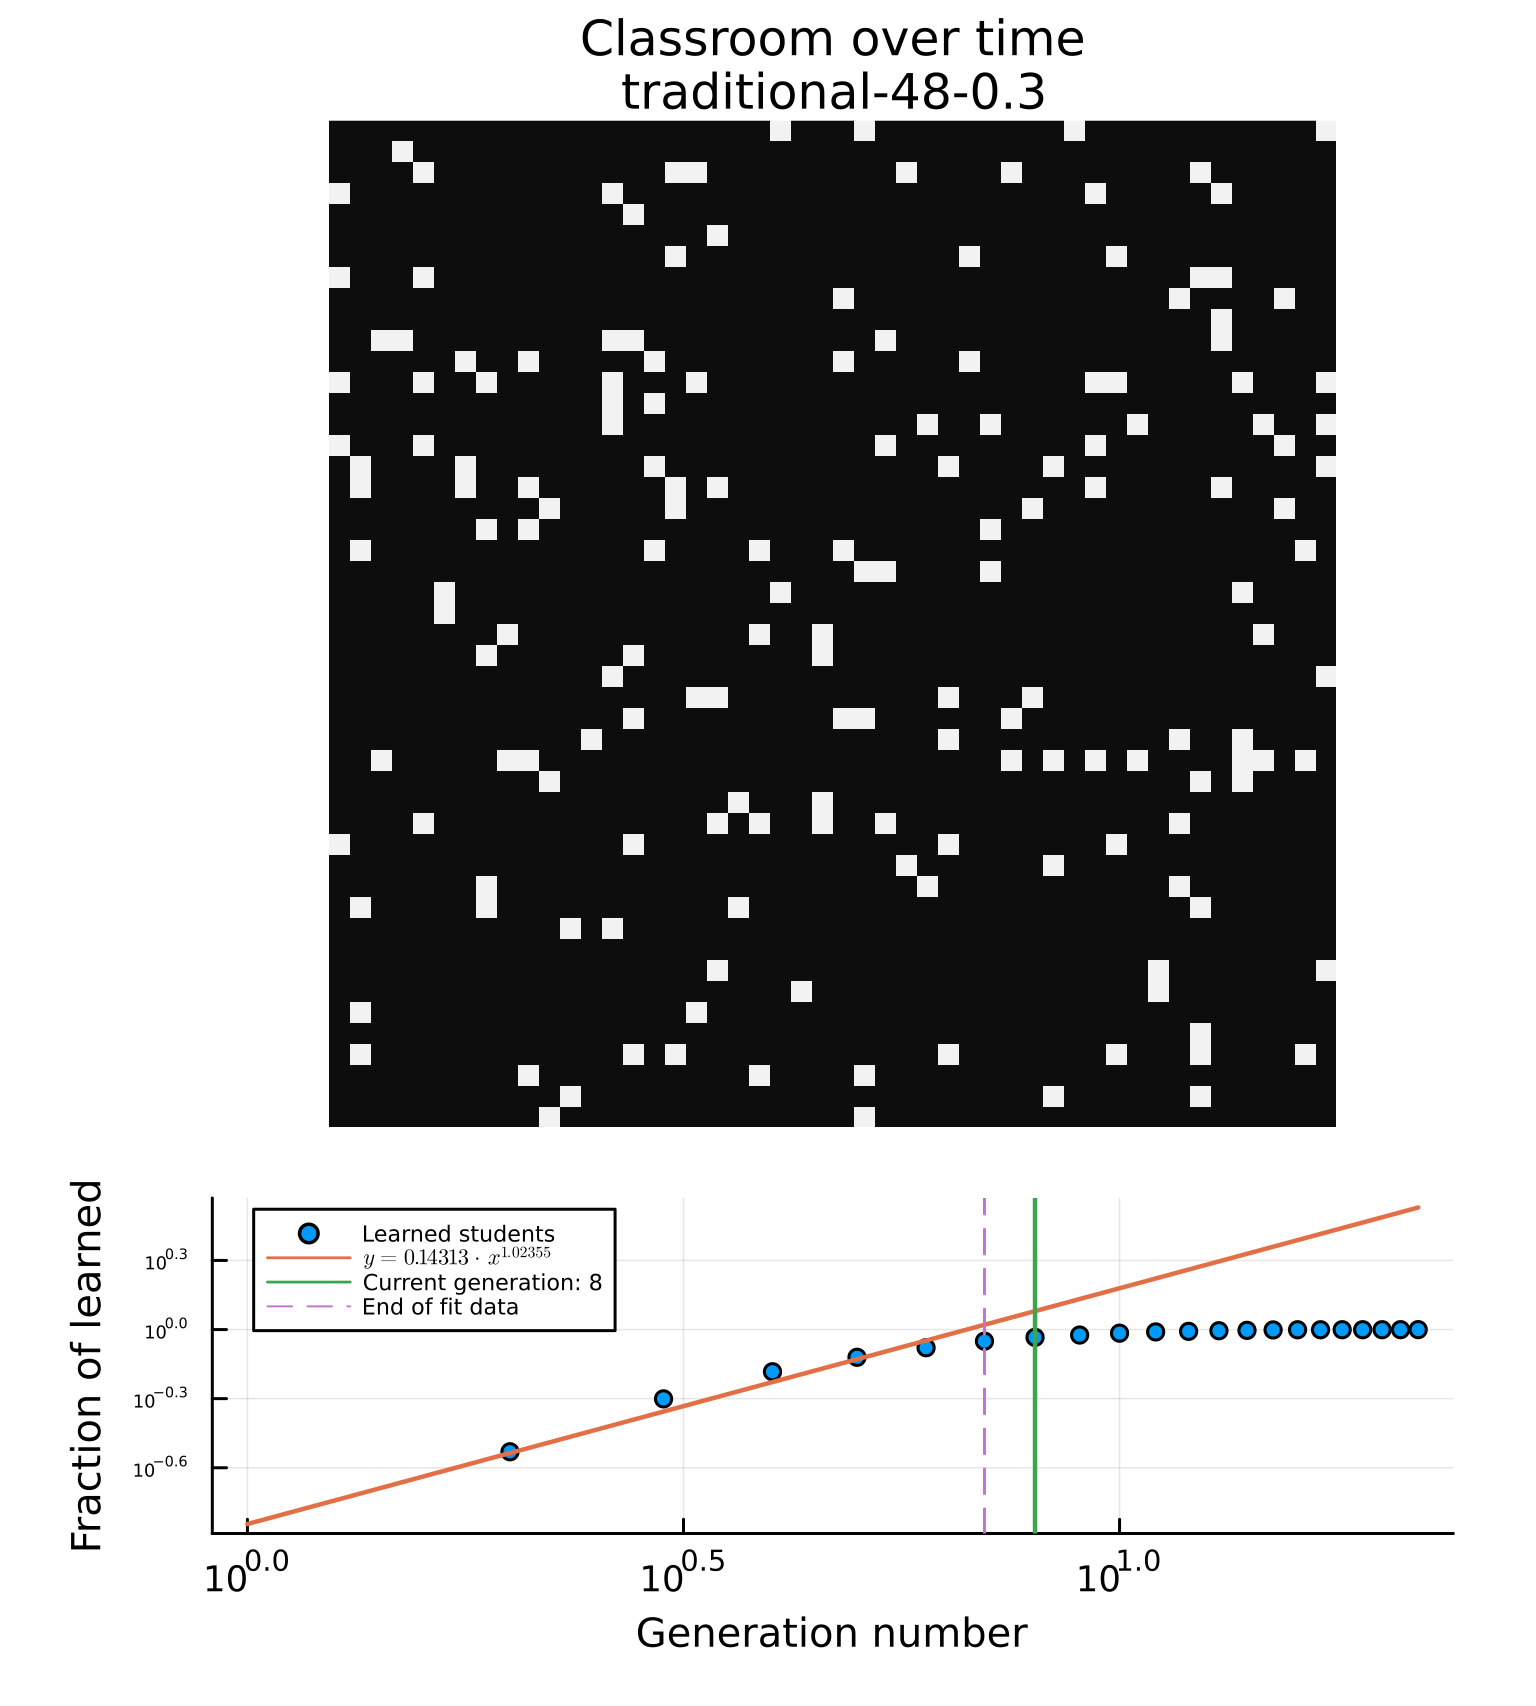 Classroom over time
traditional-48-0.3
Fraction of learned
10^0.3
10^0.0
10^−0.3
10^−0.6
Learned students
y = 0.14313 · x^1.02355
Current generation: 8
End of fit data
10^0.0 10^0.5 10^1.0
Generation number